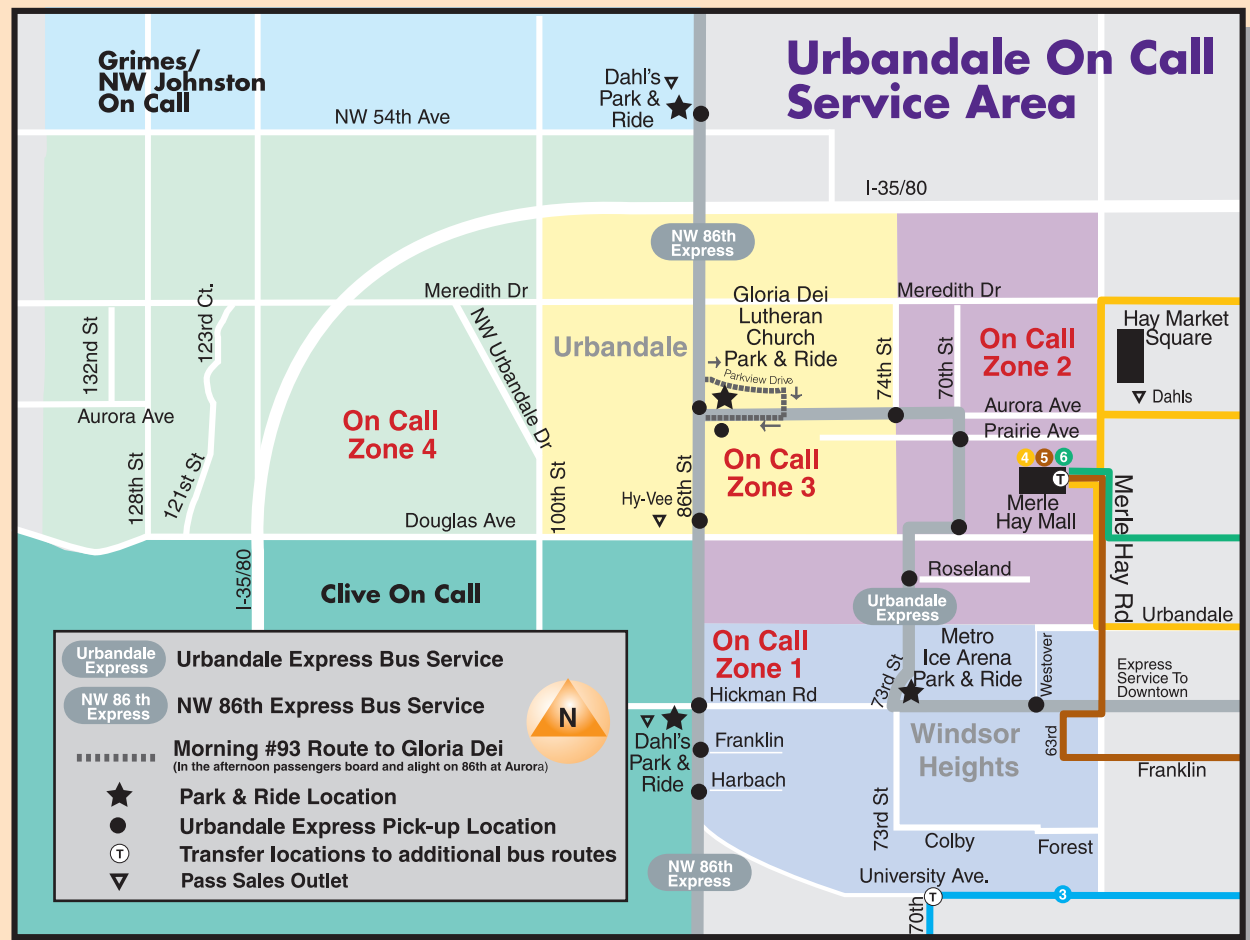 Urbandale On Call
Service Area
Grimes/
NW Johnston
On Call
Dahl's
Park &
Ride
NW 54th Ave
I-35/80
NW 86th
Express
Meredith Dr
Meredith Dr
123rd Ct.
132nd St
NW Urbandale Dr
Urbandale
Gloria Dei
Lutheran
Church
Park & Ride
Parkview Drive
74th St
70th St
On Call
Zone 2
Hay Market
Square
Dahls
Aurora Ave
On Call
Zone 4
Aurora Ave
Prairie Ave
On Call
Zone 3
4 5 6
T
Merle
Hay Mall
Merle Hay Rd
128th St
121st St
100th St
Hy-Vee
86th St
Douglas Ave
I-35/80
Clive On Call
Roseland
Urbandale
Express
Urbandale
On Call
Zone 1
Metro
Ice Arena
Park & Ride
73rd St
Westover
Express
Service To
Downtown
Hickman Rd
Dahl's
Park &
Ride
Franklin
Harbach
Windsor
Heights
63rd
Franklin
73rd St
Colby
Forest
NW 86th
Express
University Ave.
70th
T
3
Urbandale
Express
Urbandale Express Bus Service
NW 86 th
Express
NW 86th Express Bus Service
N
Morning #93 Route to Gloria Dei
(In the afternoon passengers board and alight on 86th at Aurora)
Park & Ride Location
Urbandale Express Pick-up Location
T
Transfer locations to additional bus routes
Pass Sales Outlet